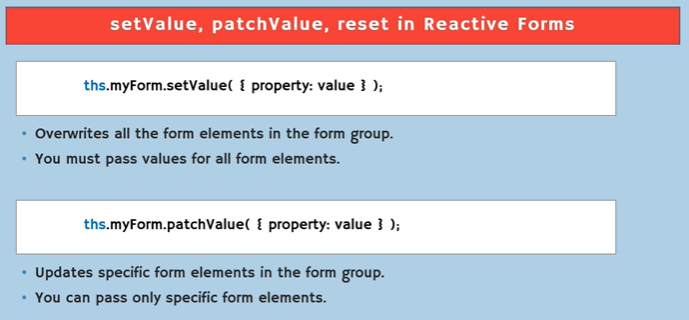 setValue, patchValue, reset in Reactive Forms
ths.myForm.setValue( { property: value } );
• Overwrites all the form elements in the form group.
• You must pass values for all form elements.
ths.myForm.patchValue( { property: value } );
• Updates specific form elements in the form group.
• You can pass only specific form elements.